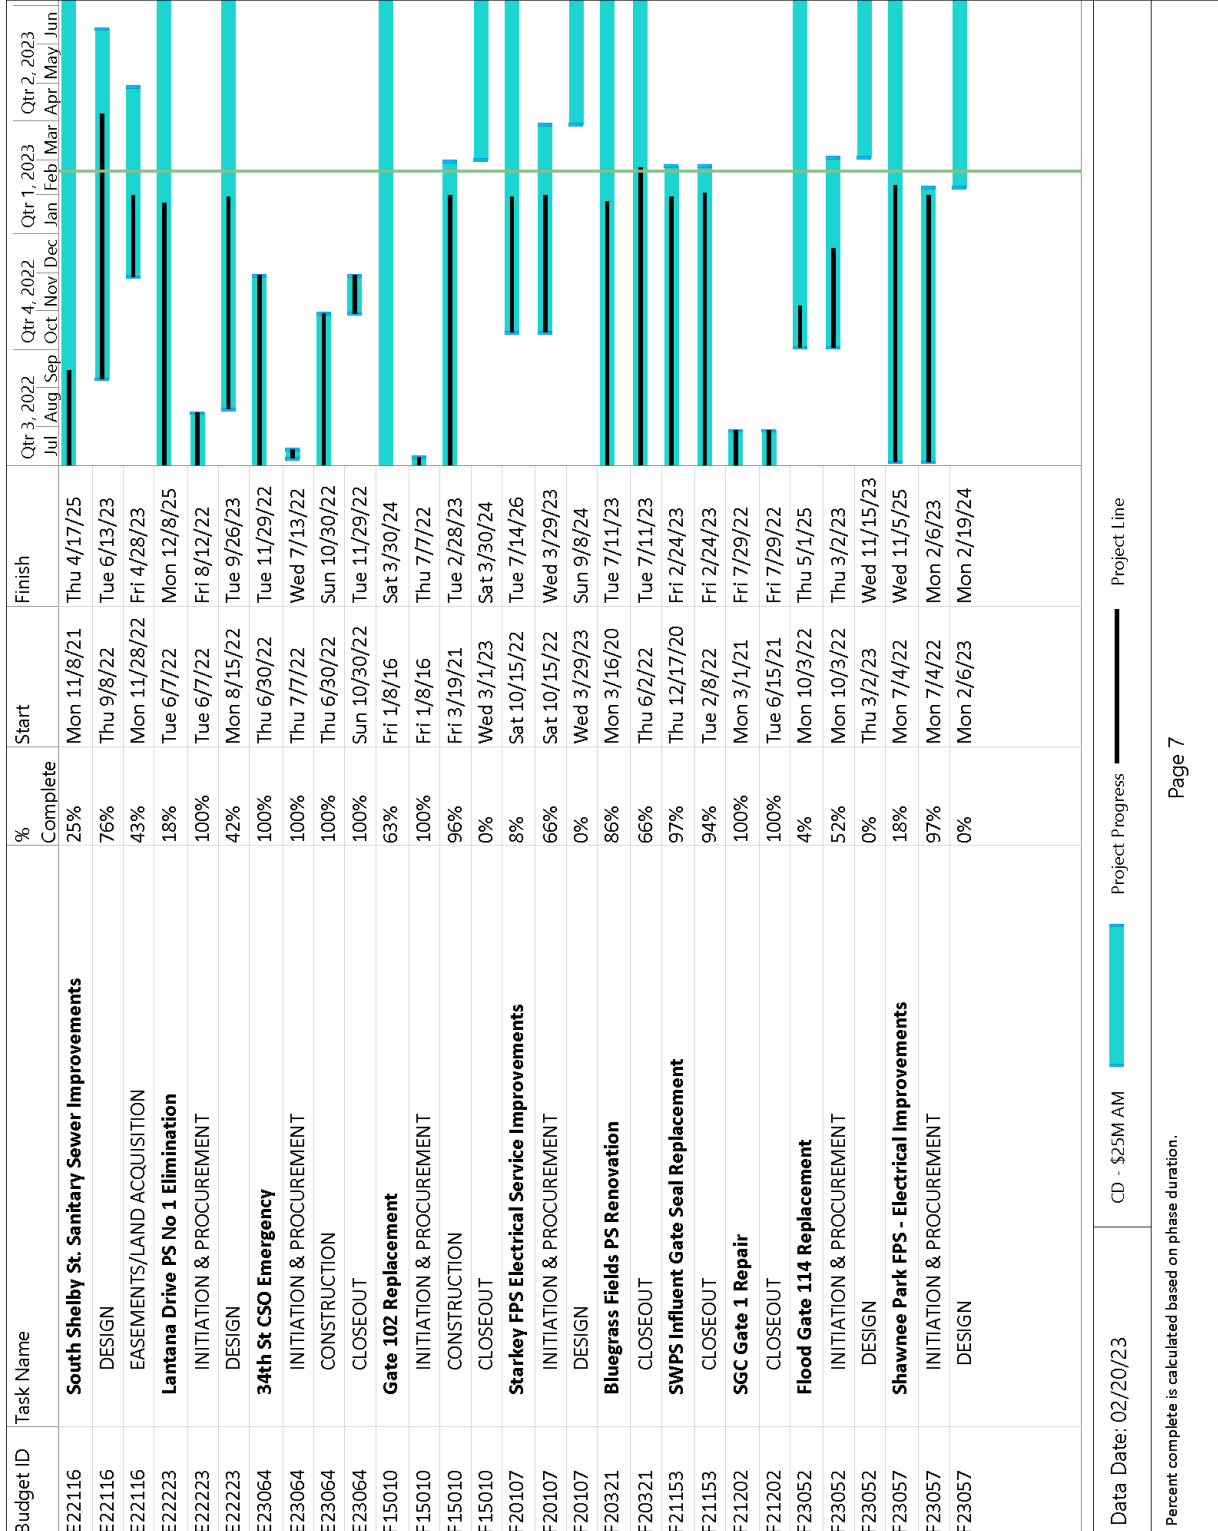 Budget ID Task Name % Complete Start Finish Qtr 3, 2022 Qtr 4, 2022 Qtr 1, 2023 Qtr 2, 2023
Jul Aug Sep Oct Nov Dec Jan Feb Mar Apr May Jun
E22116 South Shelby St. Sanitary Sewer Improvements 25% Mon 11/8/21 Thu 4/17/25
E22116 DESIGN 76% Thu 9/8/22 Tue 6/13/23
E22116 EASEMENTS/LAND ACQUISITION 43% Mon 11/28/22 Fri 4/28/23
E22223 Lantana Drive PS No 1 Elimination 18% Tue 6/7/22 Mon 12/8/25
E22223 INITIATION & PROCUREMENT 100% Tue 6/7/22 Fri 8/12/22
E22223 DESIGN 42% Mon 8/15/22 Tue 9/26/23
E23064 34th St CSO Emergency 100% Thu 6/30/22 Tue 11/29/22
E23064 INITIATION & PROCUREMENT 100% Thu 7/7/22 Wed 7/13/22
E23064 CONSTRUCTION 100% Thu 6/30/22 Sun 10/30/22
E23064 CLOSEOUT 100% Sun 10/30/22 Tue 11/29/22
F15010 Gate 102 Replacement 63% Fri 1/8/16 Sat 3/30/24
F15010 INITIATION & PROCUREMENT 100% Fri 1/8/16 Thu 7/7/22
F15010 CONSTRUCTION 96% Fri 3/19/21 Tue 2/28/23
F15010 CLOSEOUT 0% Wed 3/1/23 Sat 3/30/24
F20107 Starkey FPS Electrical Service Improvements 8% Sat 10/15/22 Tue 7/14/26
F20107 INITIATION & PROCUREMENT 66% Sat 10/15/22 Wed 3/29/23
F20107 DESIGN 0% Wed 3/29/23 Sun 9/8/24
F20321 Bluegrass Fields PS Renovation 86% Mon 3/16/20 Tue 7/11/23
F20321 CLOSEOUT 66% Thu 6/2/22 Tue 7/11/23
F21153 SWPS Influent Gate Seal Replacement 97% Thu 12/17/20 Fri 2/24/23
F21153 CLOSEOUT 94% Tue 2/8/22 Fri 2/24/23
F21202 SGC Gate 1 Repair 100% Mon 3/1/21 Fri 7/29/22
F21202 CLOSEOUT 100% Tue 6/15/21 Fri 7/29/22
F23052 Flood Gate 114 Replacement 4% Mon 10/3/22 Thu 5/1/25
F23052 INITIATION & PROCUREMENT 52% Mon 10/3/22 Thu 3/2/23
F23052 DESIGN 0% Thu 3/2/23 Wed 11/15/23
F23057 Shawnee Park FPS - Electrical Improvements 18% Mon 7/4/22 Wed 11/5/25
F23057 INITIATION & PROCUREMENT 97% Mon 7/4/22 Mon 2/6/23
F23057 DESIGN 0% Mon 2/6/23 Mon 2/19/24
Data Date: 02/20/23 CD - $25M AM Project Progress Project Line
Page 7
Percent complete is calculated based on phase duration.